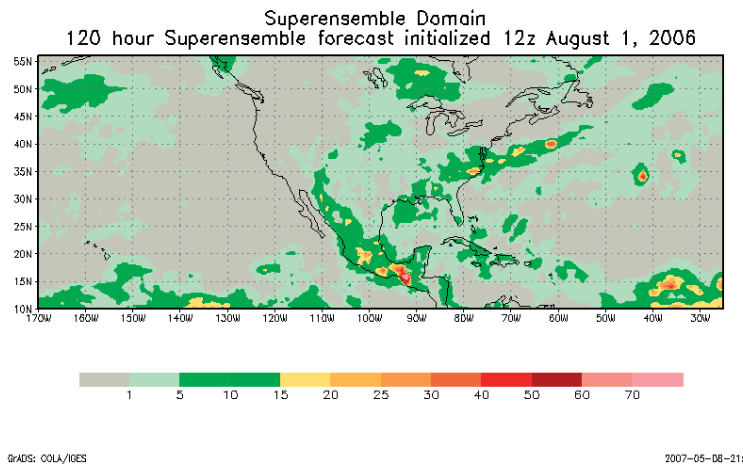 Superensemble Domain
120 hour Superensemble forecast initialized 12z August 1, 2006
55N
50N
45N
40N
35N
30N
25N
20N
15N
10N
170W 160W 150W 140W 130W 120W 110W 100W 90W 80W 70W 60W 50W 40W 30W
1 5 10 15 20 25 30 40 50 60 70
GrADS: COLA/IGES
2007-05-08-21: